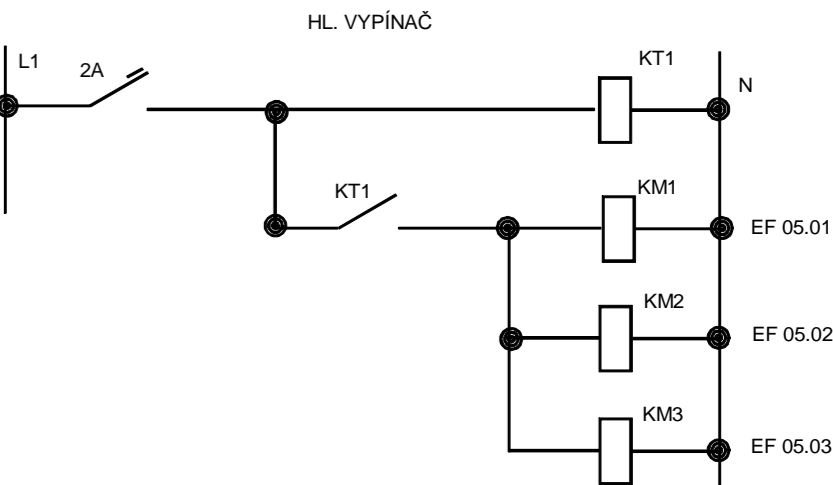 HL. VYPÍNAČ
L1
2A
KT1
N
KT1
KM1
EF 05.01
KM2
EF 05.02
KM3
EF 05.03